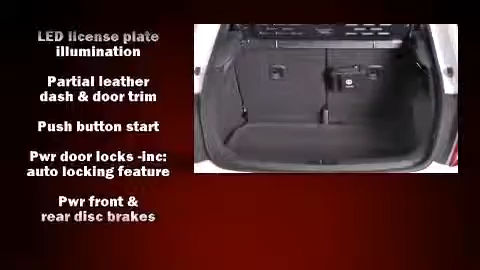 LED license plate
illumination
Partial leather
dash & door trim
Push button start
Pwr door locks -inc:
auto locking feature
Pwr front &
rear disc brakes